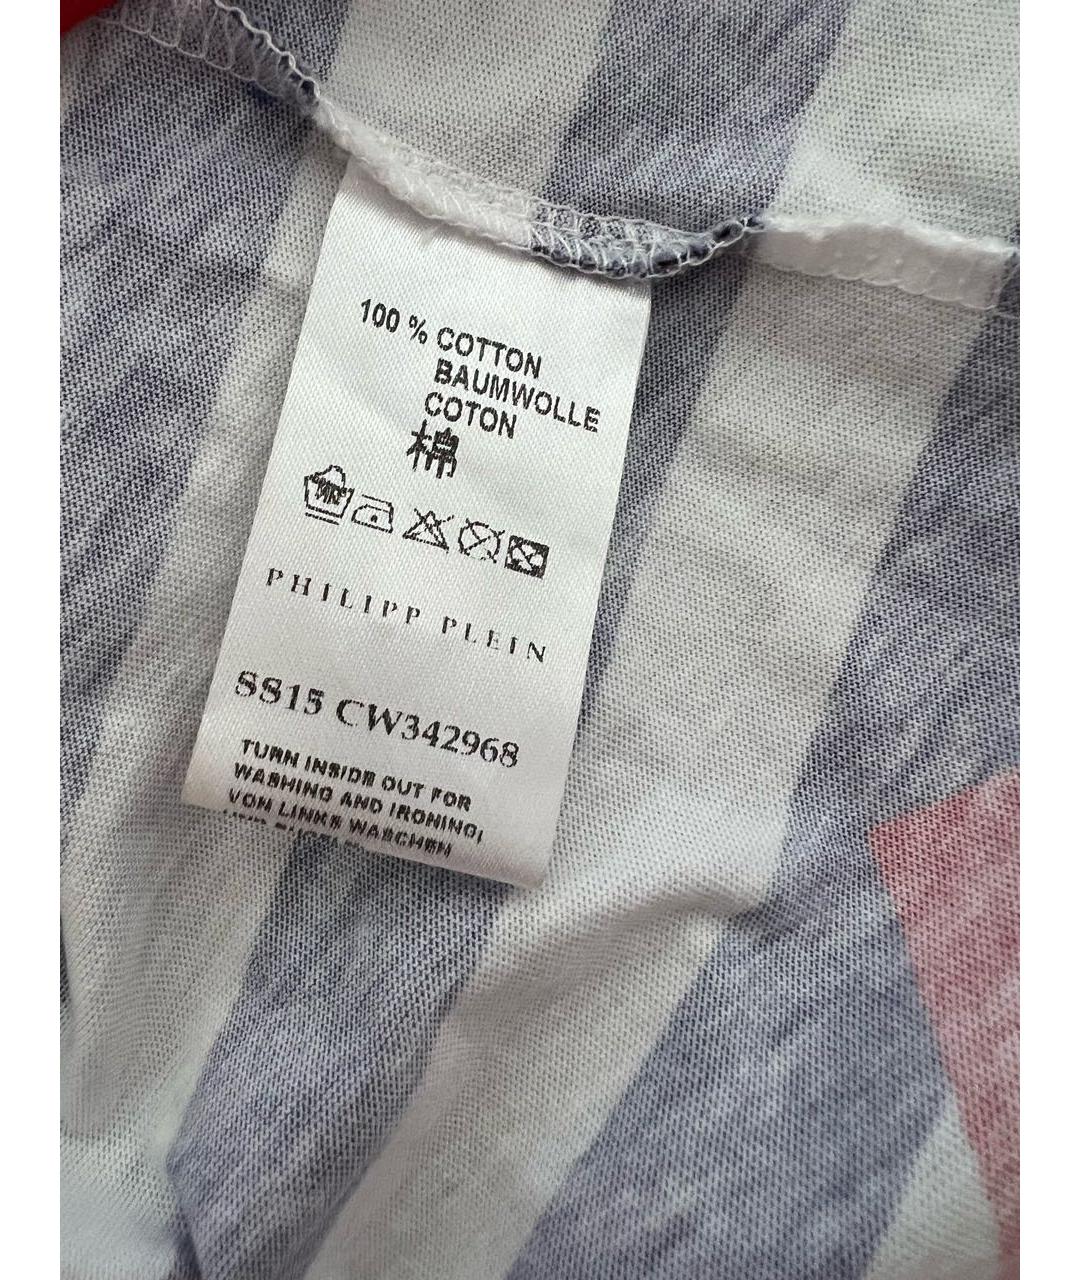 100 % COTTON
BAUMWOLLE
COTON
棉
PHILIPP PLEIN
SS15 CW342968
TURN INSIDE OUT FOR
WASHING AND IRONING,
VON LINKS WASCHEN
UND